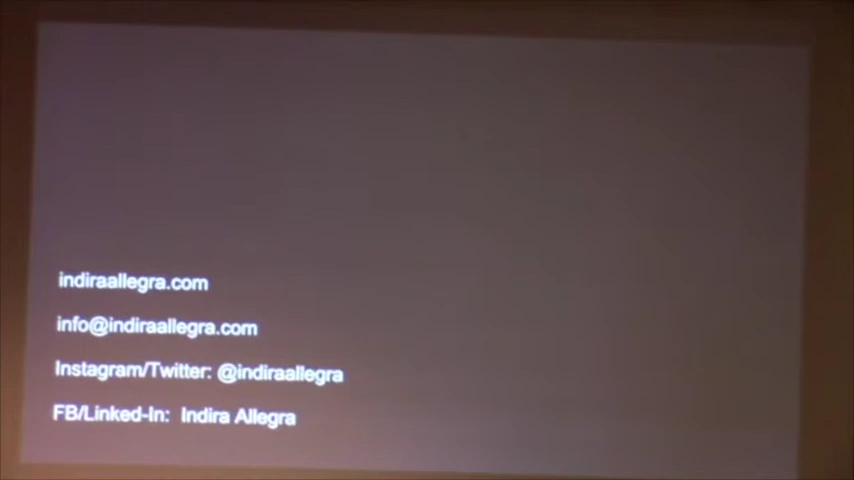 indiraallegra.com
info@indiraallegra.com
Instagram/Twitter: @indiraallegra
FB/Linked-In: Indira Allegra